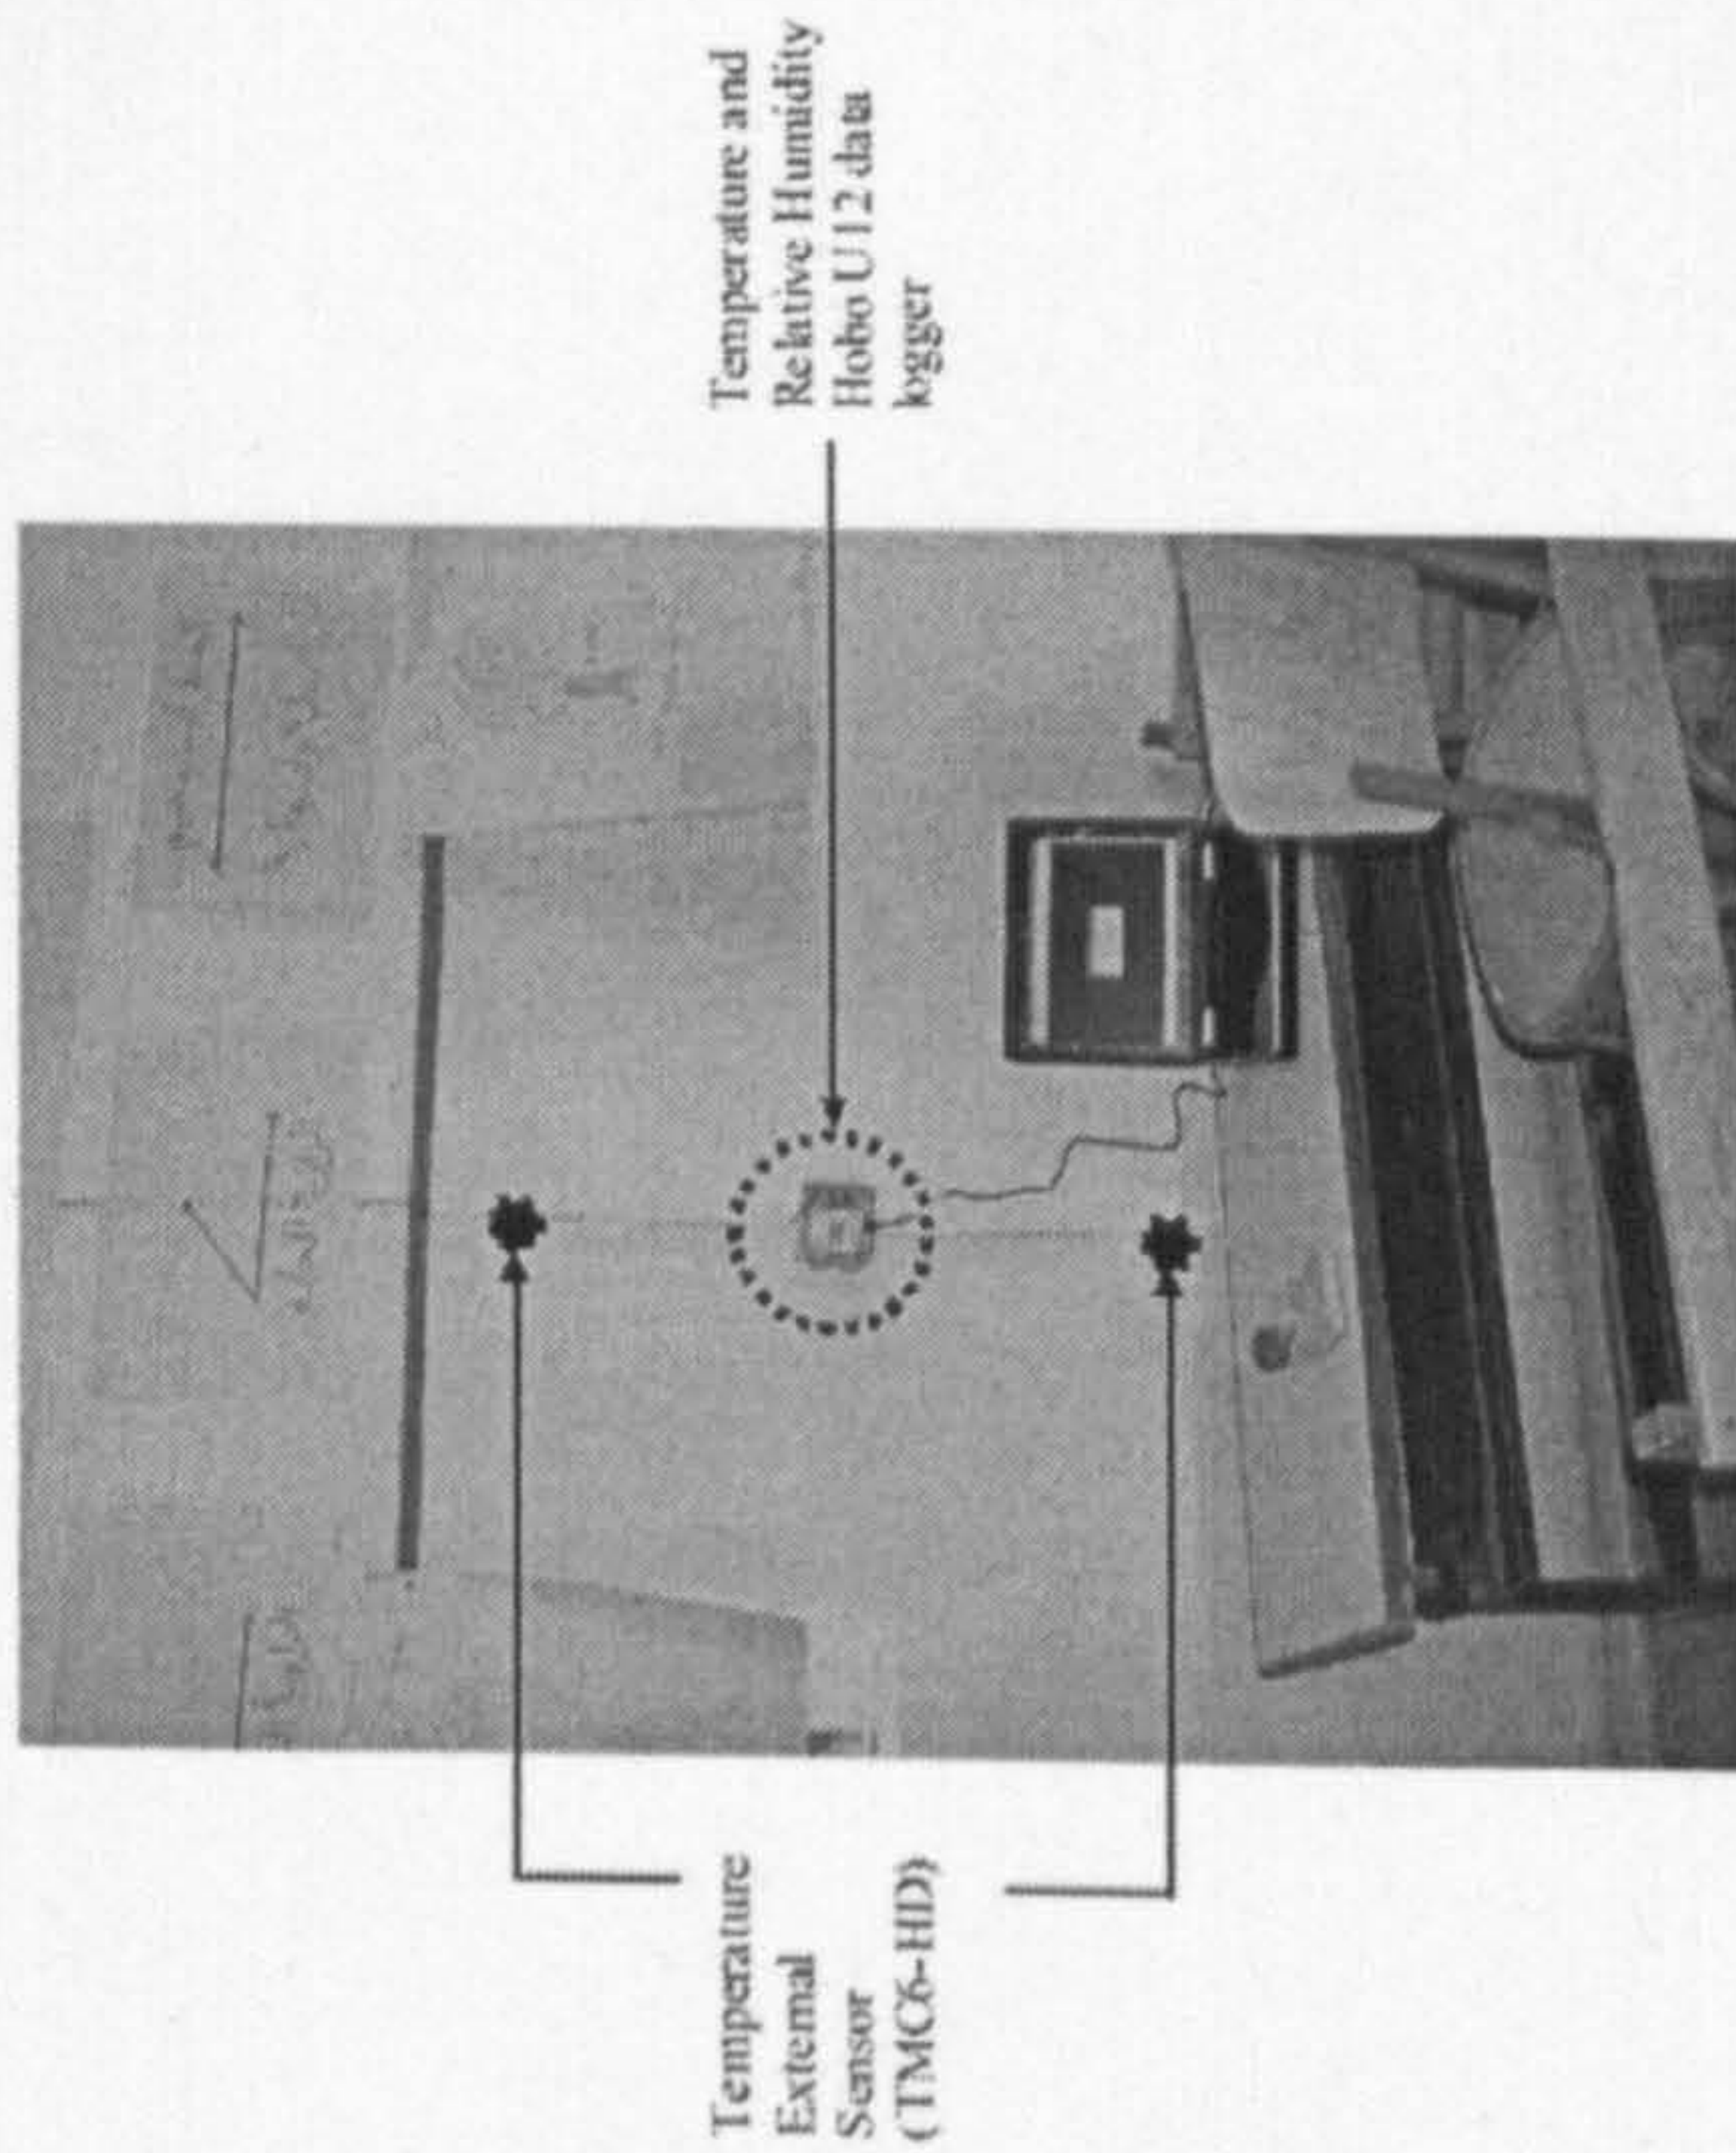 Temperature
External
Sensor
(TMC6-HD)
Temperature and
Relative Humidity
Hobo U12 data
logger